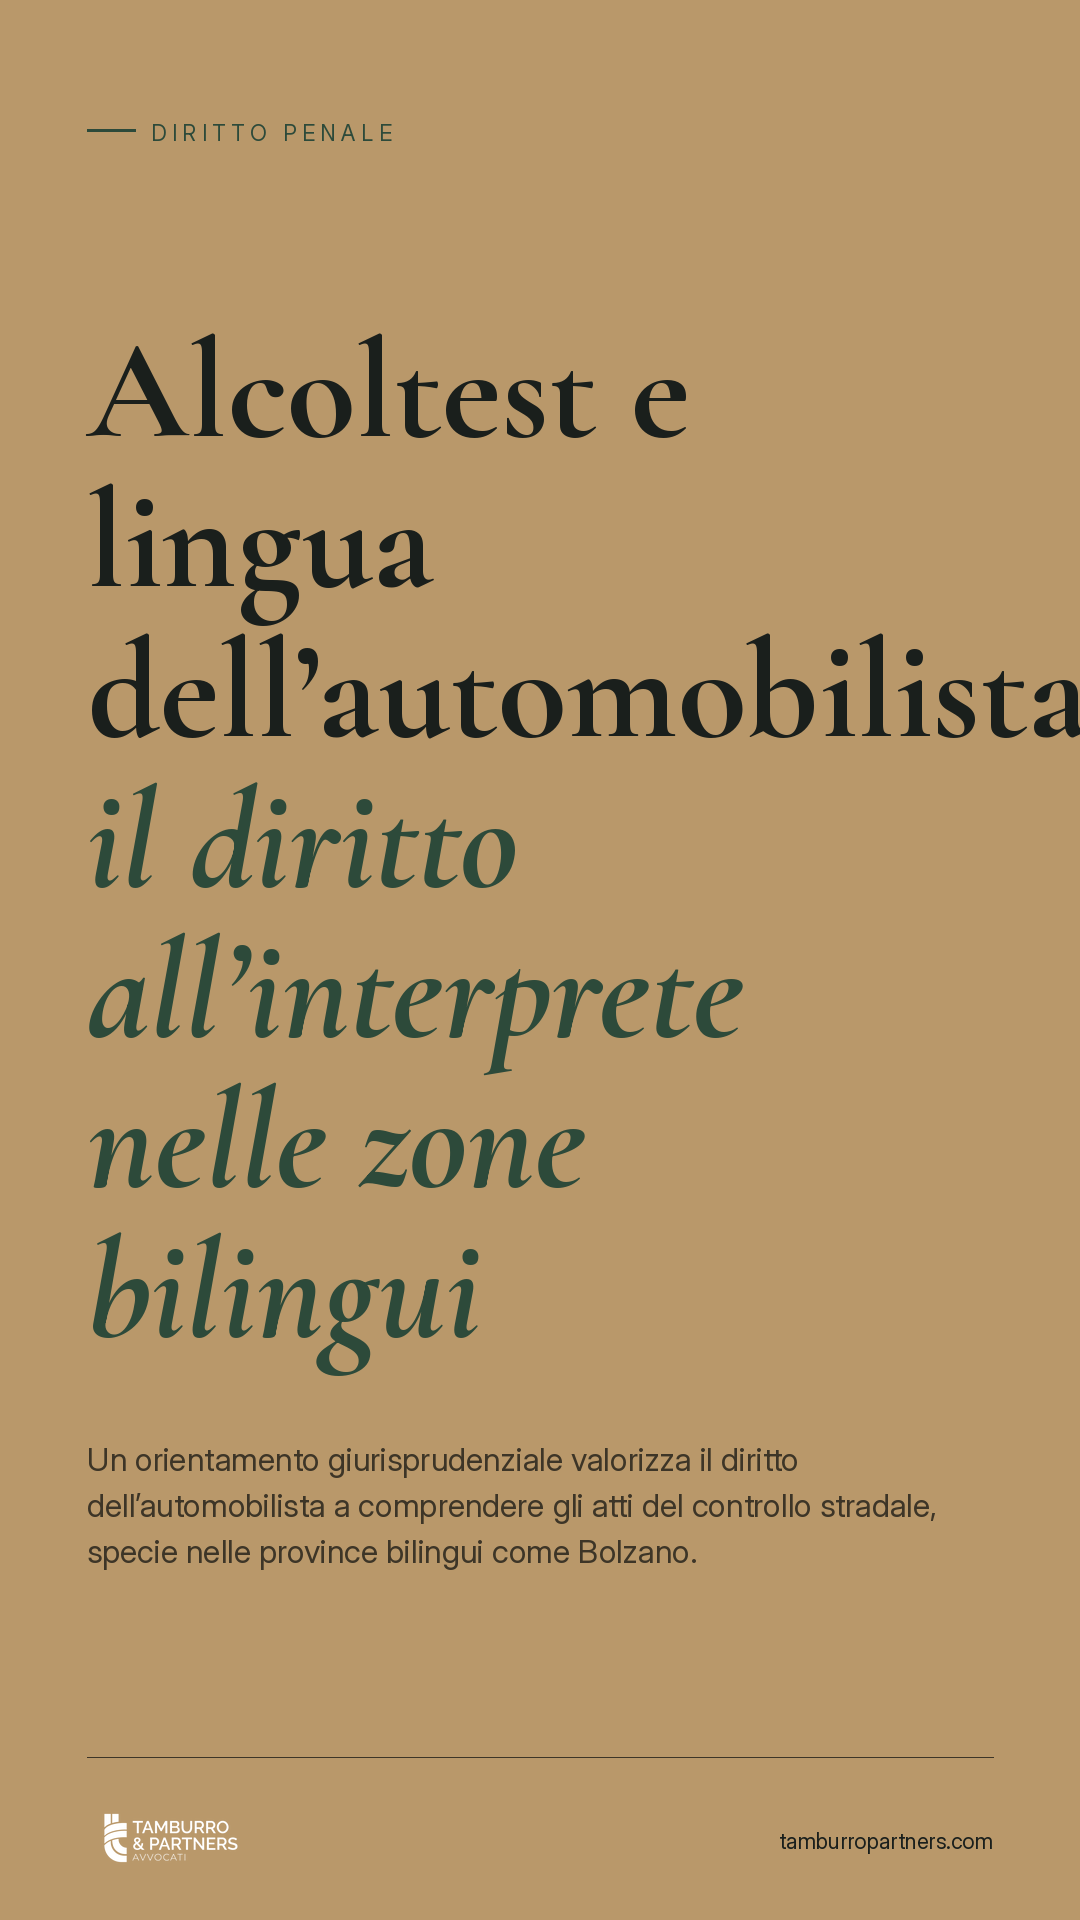 DIRITTO PENALE
Alcoltest e
lingua
dell’automobilista
il diritto
all’interprete
nelle zone
bilingui
Un orientamento giurisprudenziale valorizza il diritto
dell’automobilista a comprendere gli atti del controllo stradale,
specie nelle province bilingui come Bolzano.
TAMBURRO
& PARTNERS
AVVOCATI
tamburropartners.com